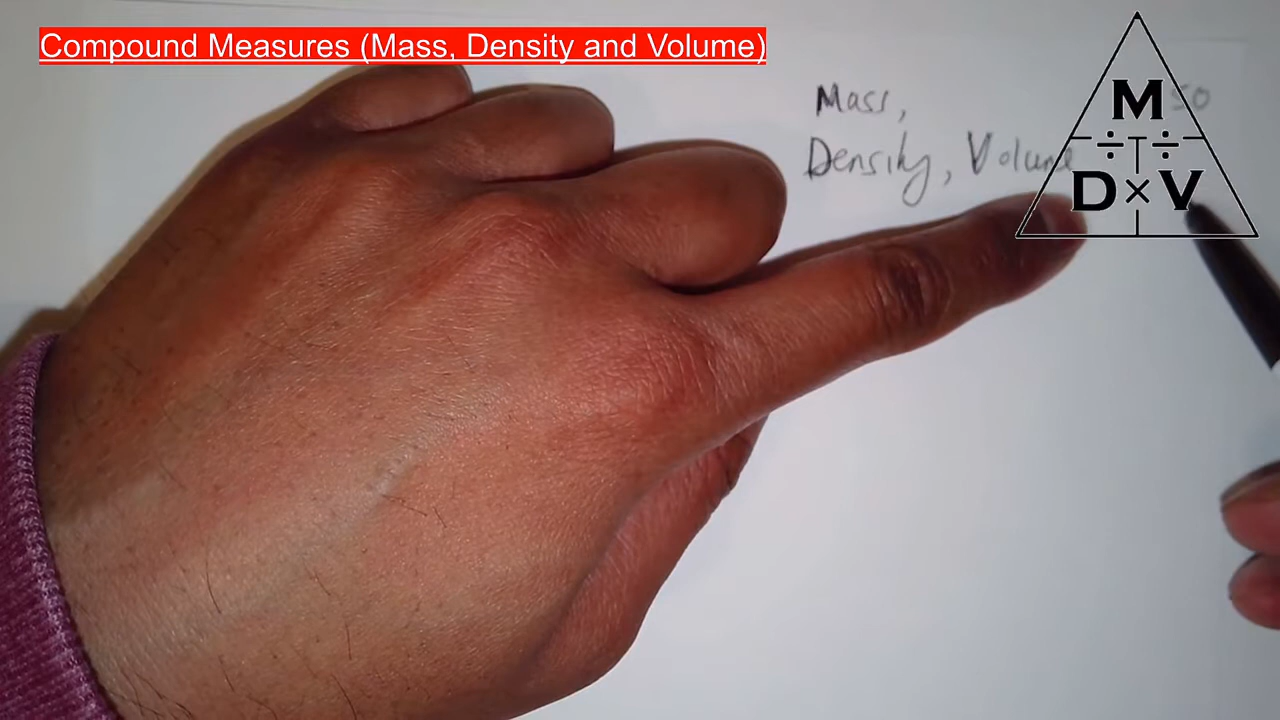 Compound Measures (Mass, Density and Volume)
Mass,
Density, Volume
M
÷ ÷
D × V